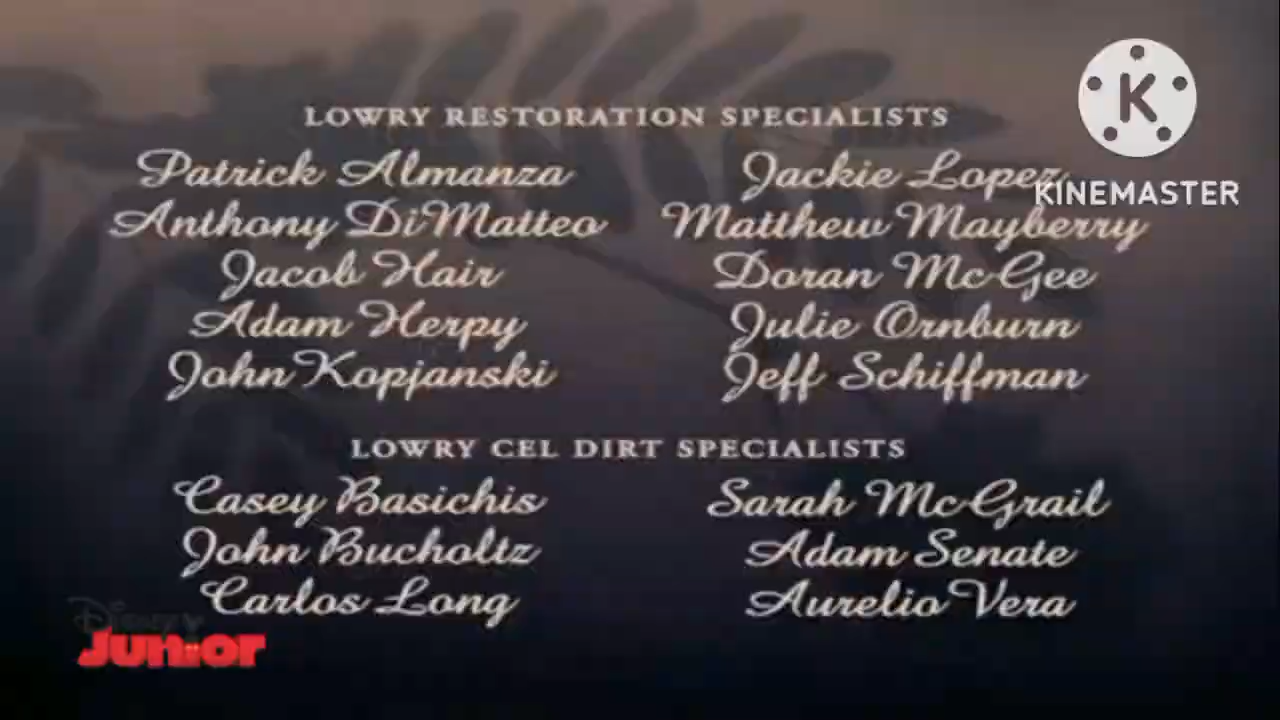 LOWRY RESTORATION SPECIALISTS
Patrick Almanza Jackie Lopez
Anthony DiMatteo Matthew Mayberry
Jacob Hair Doran McGee
Adam Herpy Julie Ornburn
John Kopjanski Jeff Schiffman
LOWRY CEL DIRT SPECIALISTS
Casey Basichis Sarah McGrail
John Bucholtz Adam Senate
Carlos Long Aurelio Vera
K
KINEMASTER
Disney
Junior